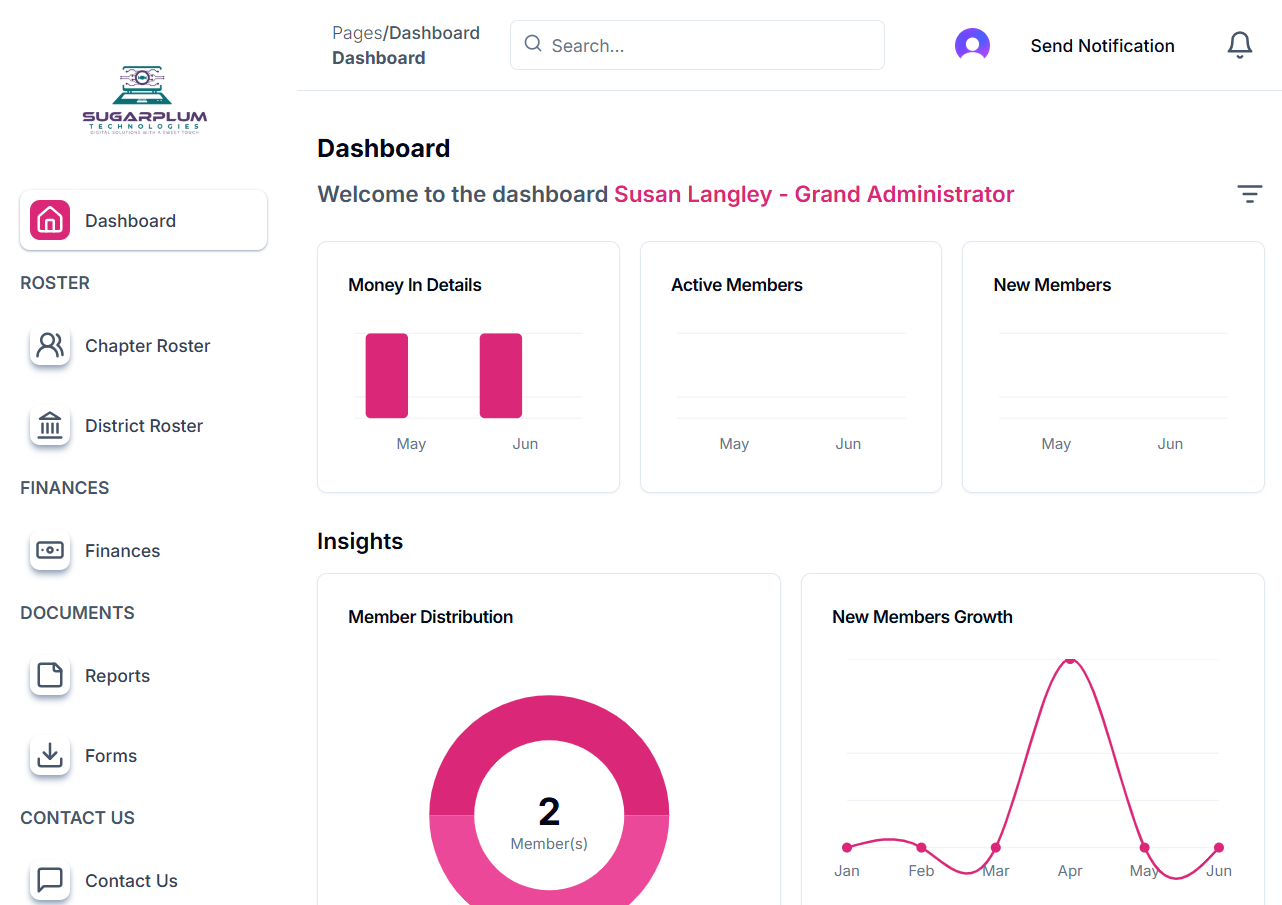 Pages/Dashboard
Dashboard
Search...
Send Notification
SUGARPLUM
TECHNOLOGIES
DIGITAL SOLUTIONS WITH A SWEET TOUCH
Dashboard
ROSTER
Chapter Roster
District Roster
FINANCES
Finances
DOCUMENTS
Reports
Forms
CONTACT US
Contact Us
Dashboard
Welcome to the dashboard Susan Langley - Grand Administrator
Money In Details
May Jun
Active Members
May Jun
New Members
May Jun
Insights
Member Distribution
2
Member(s)
New Members Growth
Jan Feb Mar Apr May Jun